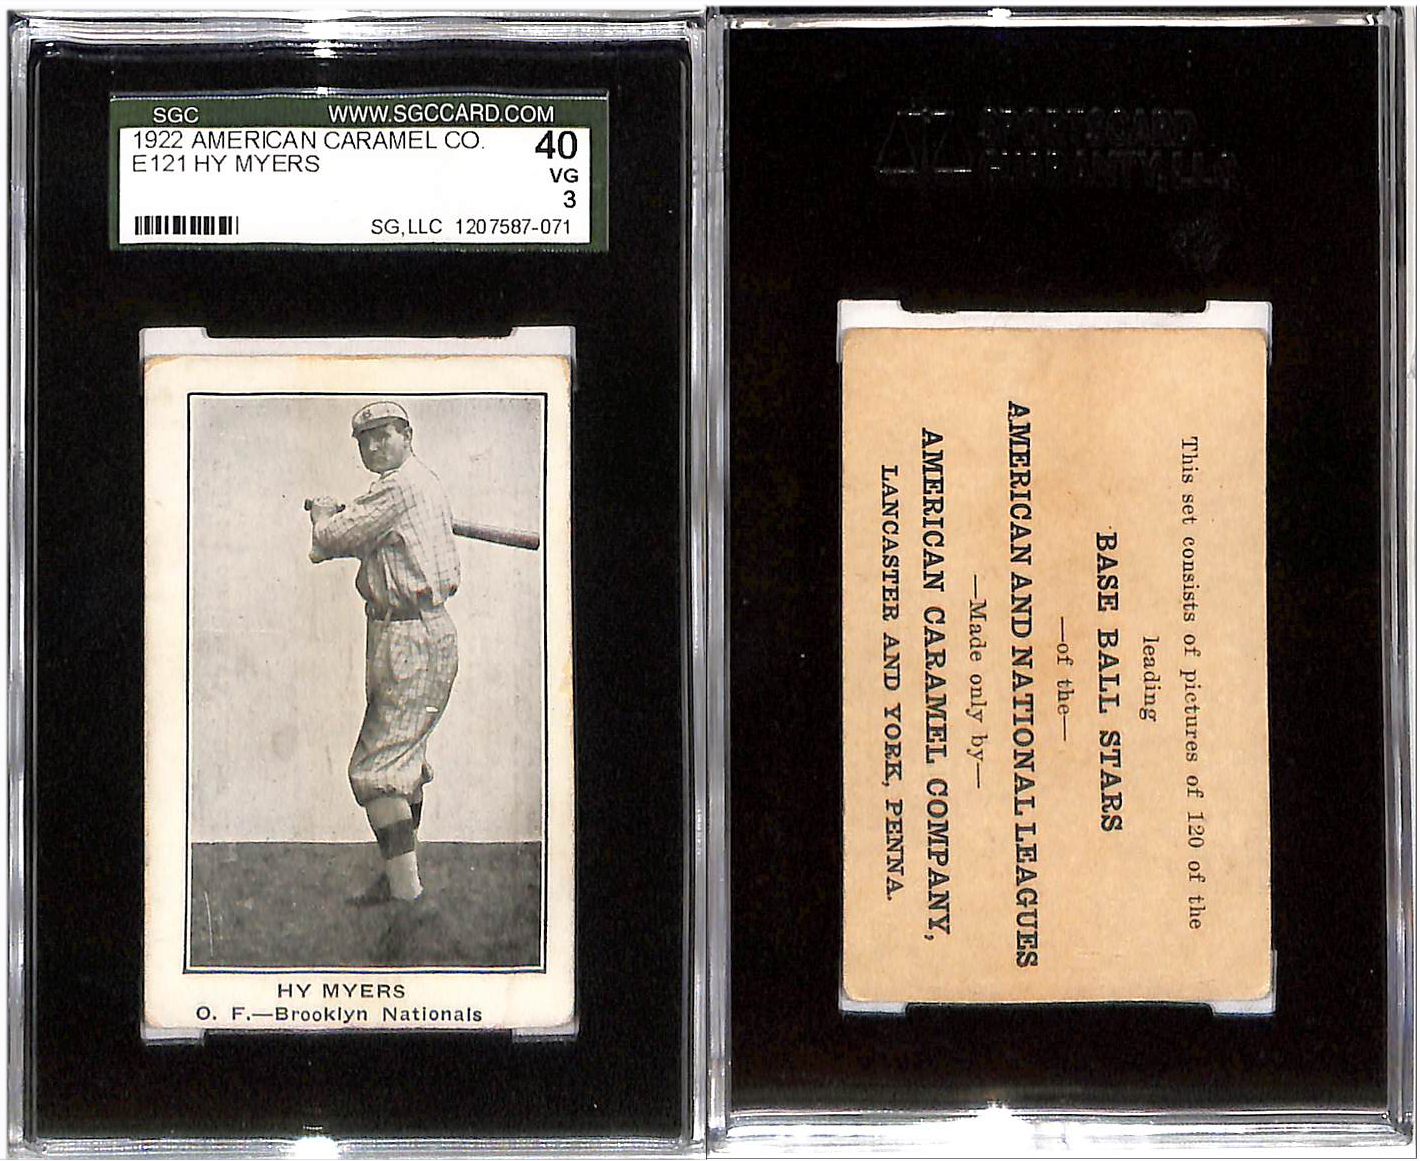 SGC WWW.SGCCARD.COM
1922 AMERICAN CARAMEL CO. 40
E121 HY MYERS VG
3
SG,LLC 1207587-071
B
HY MYERS
O. F.—Brooklyn Nationals
This set consists of pictures of 120 of the
leading
BASE BALL STARS
—of the—
AMERICAN AND NATIONAL LEAGUES
—Made only by—
AMERICAN CARAMEL COMPANY,
LANCASTER AND YORK, PENNA.